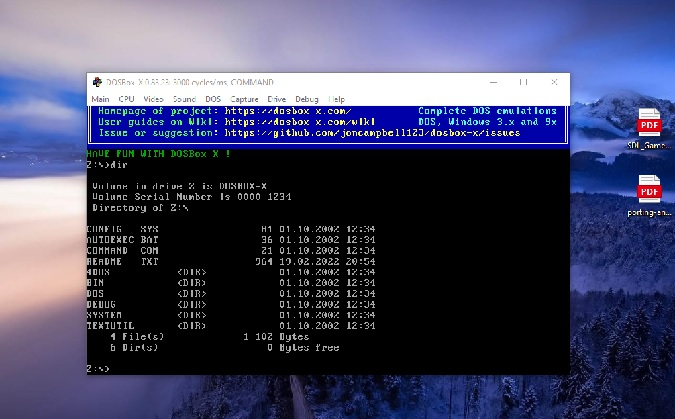 DOSBox-X 0.83.23: 3000 cycles/ms, COMMAND
Main CPU Video Sound DOS Capture Drive Debug Help
Homepage of project: https://dosbox-x.com/ Complete DOS emulations
User guides on Wiki: https://dosbox-x.com/wiki DOS, Windows 3.x and 9x
Issue or suggestion: https://github.com/joncampbell123/dosbox-x/issues
HAVE FUN WITH DOSBox-X !
Z:\>dir
Volume in drive Z is DOSBOX-X
Volume Serial Number is 0000-1234
Directory of Z:\
CONFIG SYS 81 01.10.2002 12:34
AUTOEXEC BAT 36 01.10.2002 12:34
COMMAND COM 21 01.10.2002 12:34
README TXT 964 19.02.2022 20:54
4DOS <DIR> 01.10.2002 12:34
BIN <DIR> 01.10.2002 12:34
DOS <DIR> 01.10.2002 12:34
DEBUG <DIR> 01.10.2002 12:34
SYSTEM <DIR> 01.10.2002 12:34
TEXTUTIL <DIR> 01.10.2002 12:34
4 File(s) 1 102 Bytes
6 Dir(s) 0 Bytes free
Z:\>
PDF
SDL_Game...
PDF
porting-an...